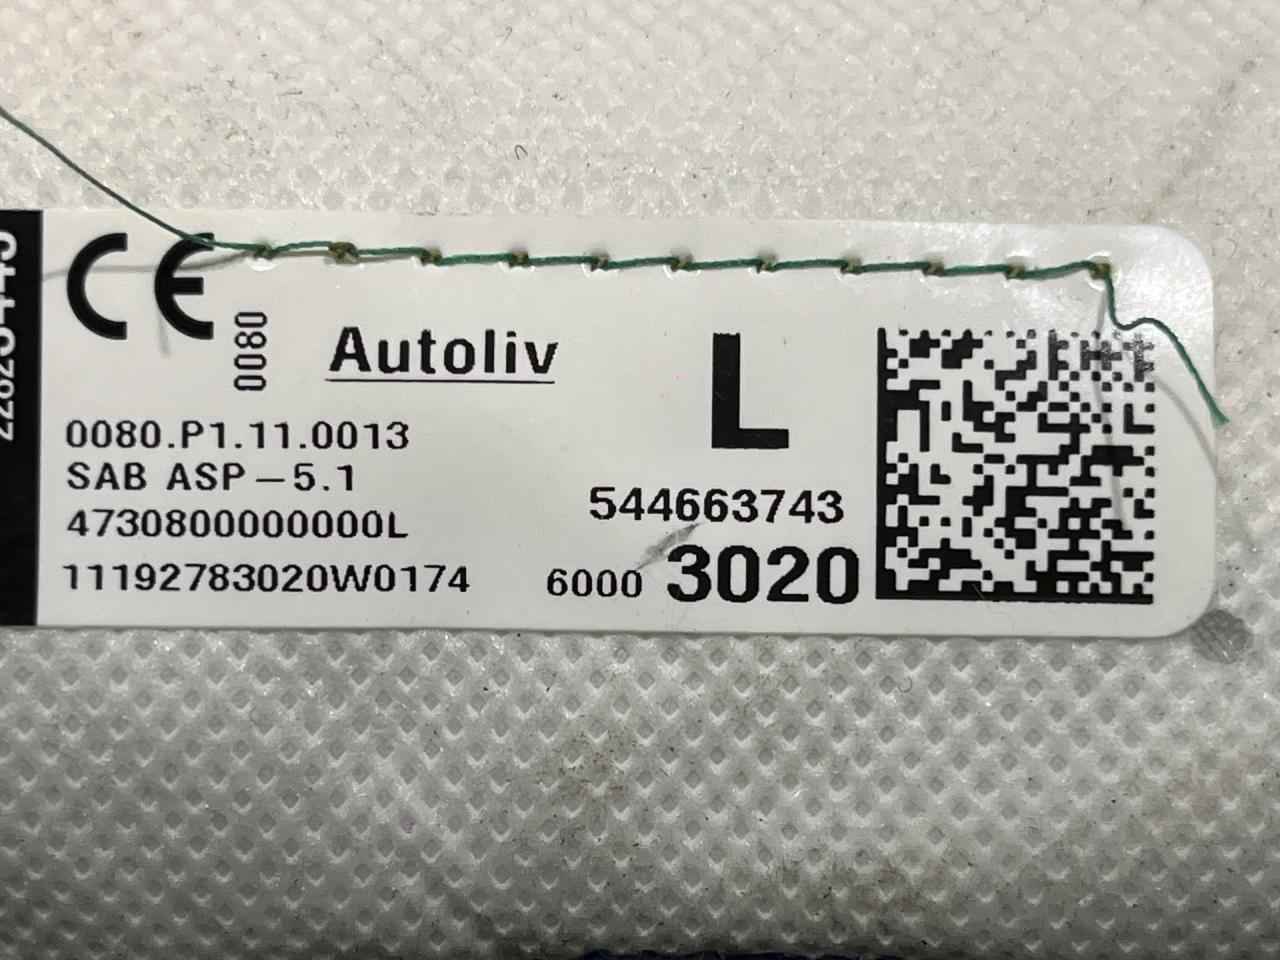 CE
0080
Autoliv
L
0080.P1.11.0013
SAB ASP-5.1
4730800000000L
544663743
11192783020W0174
6000 3020